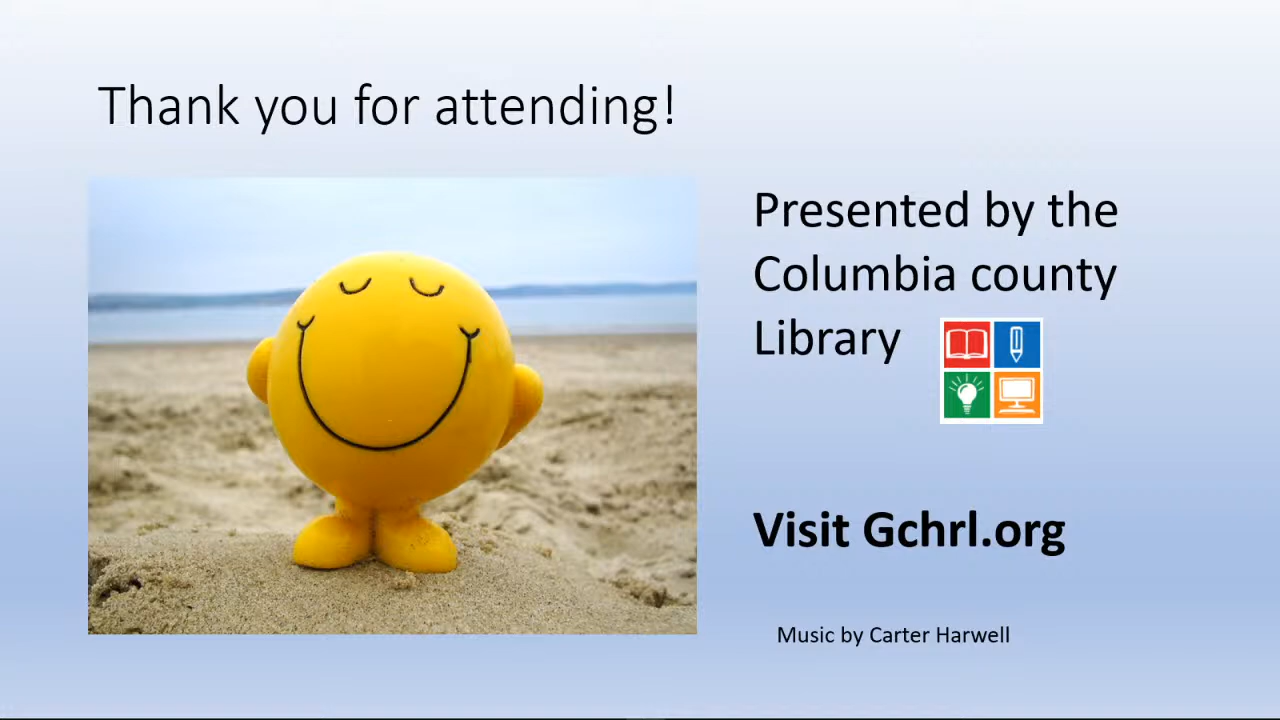 Thank you for attending!
Presented by the
Columbia county
Library
Visit Gchrl.org
Music by Carter Harwell